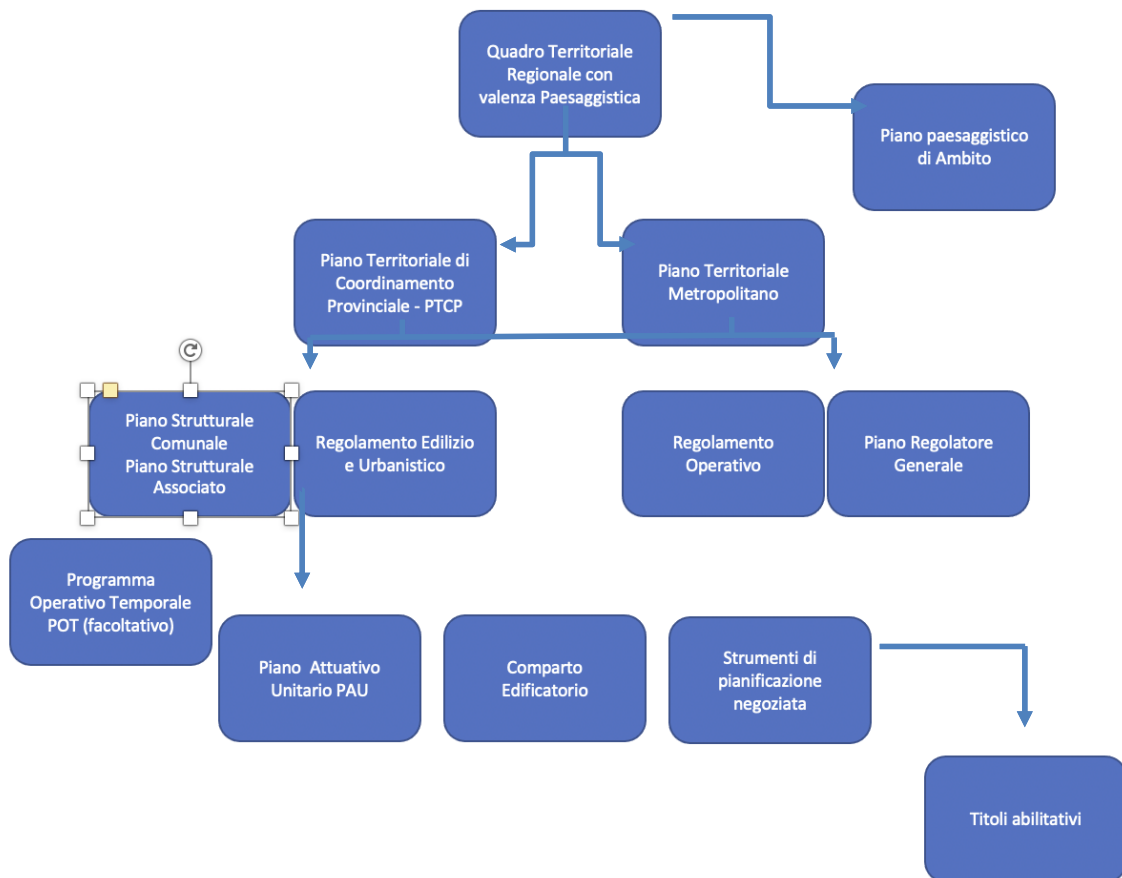 Quadro Territoriale
Regionale con
valenza Paesaggistica
Piano paesaggistico
di Ambito
Piano Territoriale di
Coordinamento
Provinciale - PTCP
Piano Territoriale
Metropolitano
Piano Strutturale
Comunale
Piano Strutturale
Associato
Regolamento Edilizio
e Urbanistico
Regolamento
Operativo
Piano Regolatore
Generale
Programma
Operativo Temporale
POT (facoltativo)
Piano Attuativo
Unitario PAU
Comparto
Edificatorio
Strumenti di
pianificazione
negoziata
Titoli abilitativi